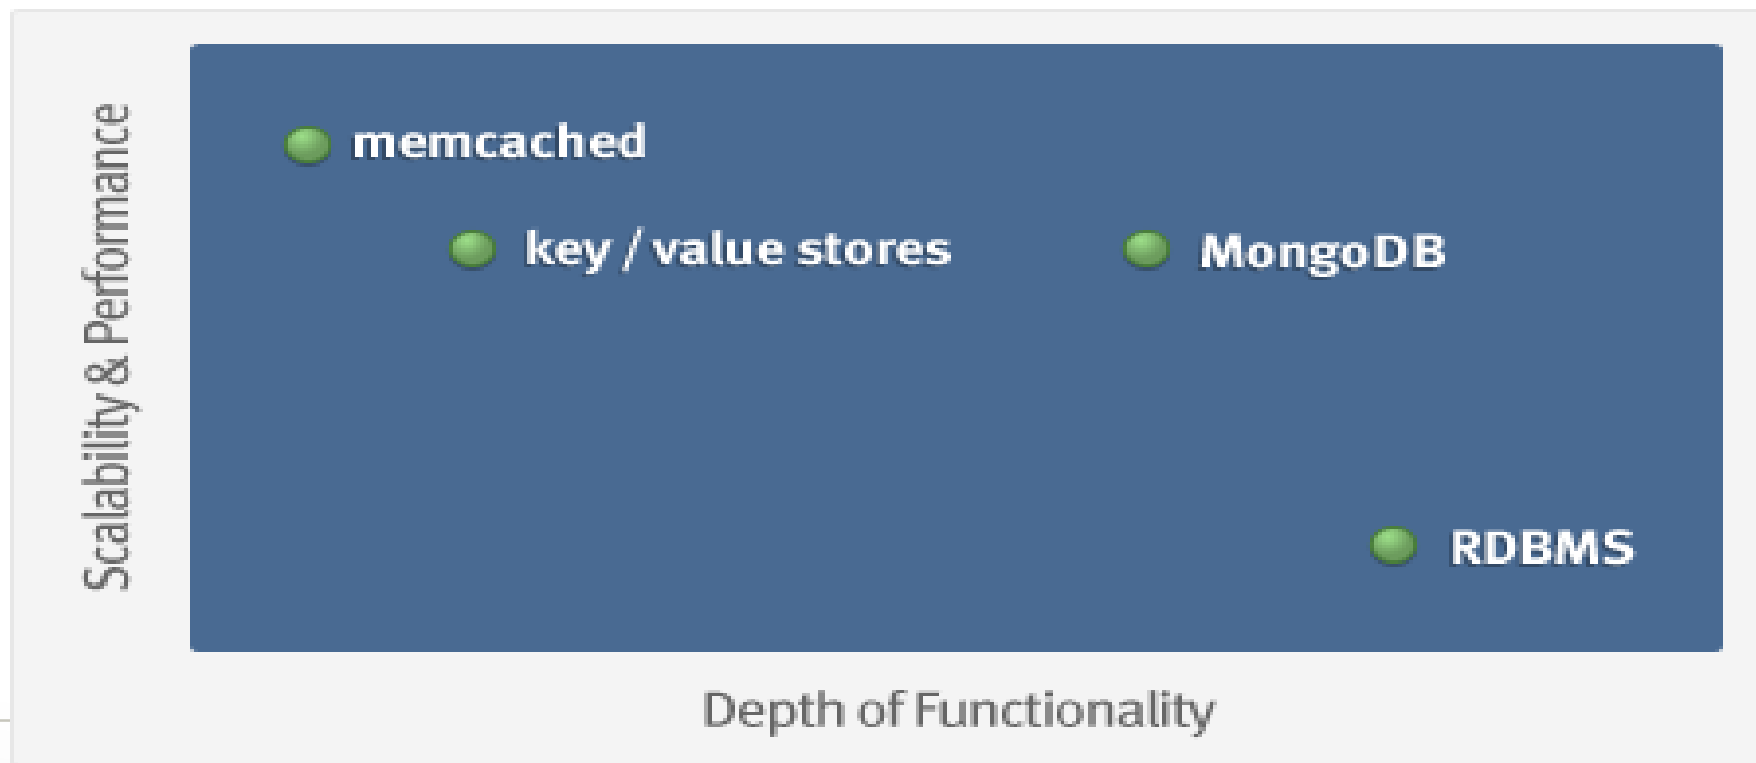 Scalability & Performance
memcached
key / value stores
MongoDB
RDBMS
Depth of Functionality